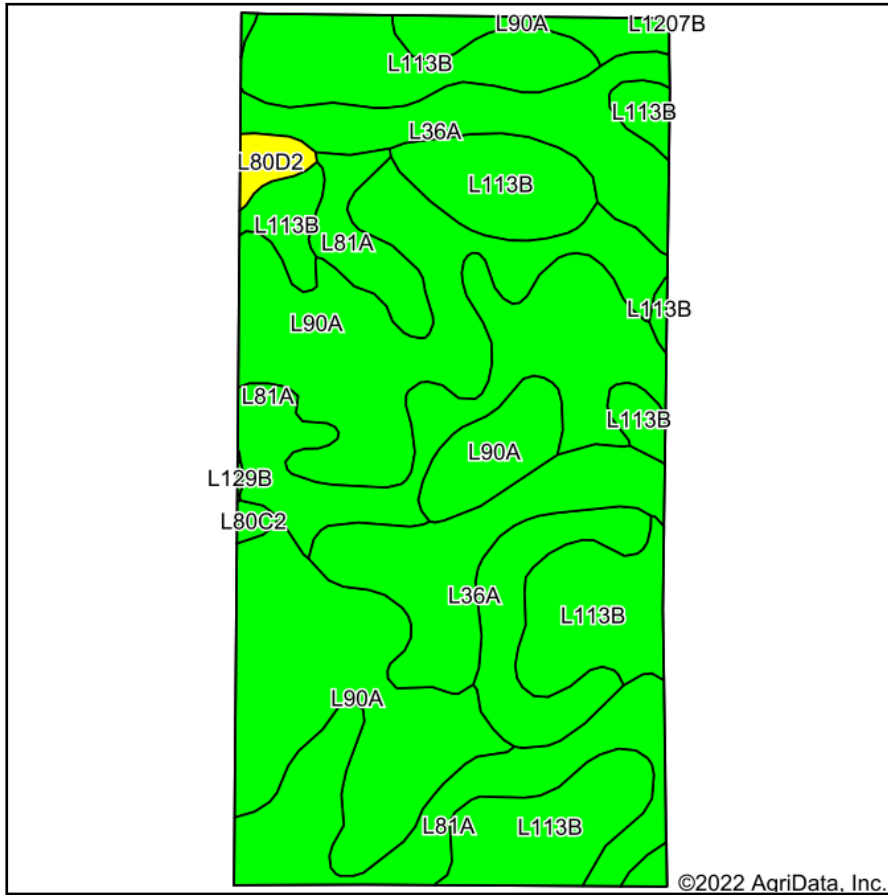 L90A
L1207B
L113B
L113B
L36A
L80D2
L113B
L113B
L81A
L90A
L113B
L81A
L113B
L90A
L129B
L80C2
L36A
L113B
L90A
L81A
L113B
©2022 AgriData, Inc.